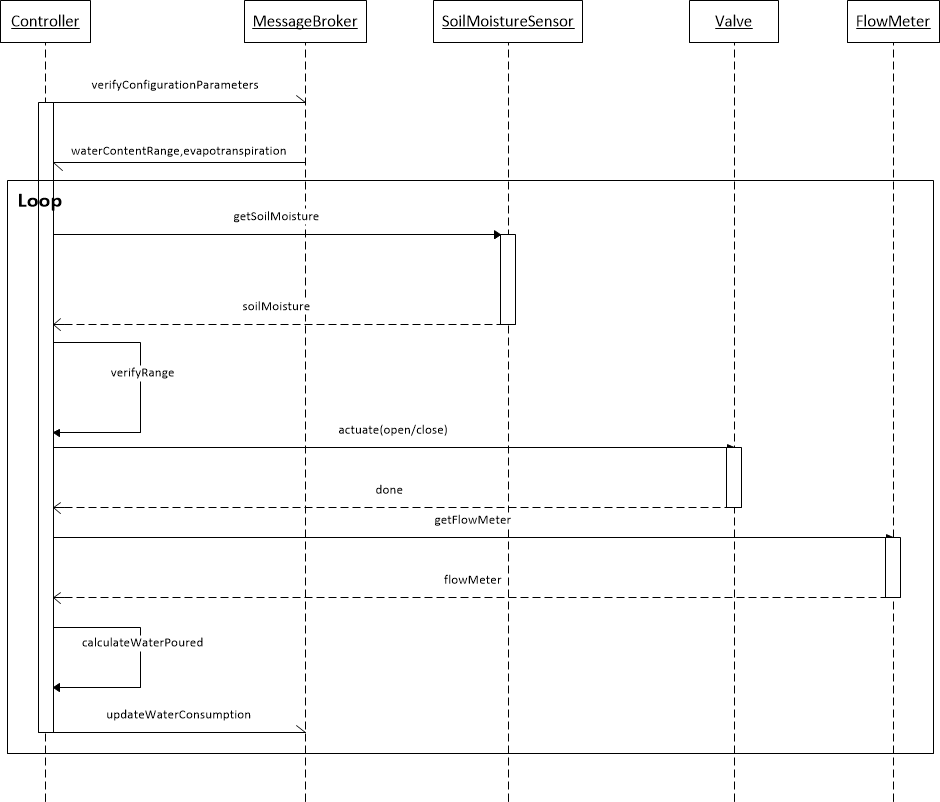 Controller
MessageBroker
SoilMoistureSensor
Valve
FlowMeter
verifyConfigurationParameters
waterContentRange,evapotranspiration
Loop
getSoilMoisture
soilMoisture
verifyRange
actuate(open/close)
done
getFlowMeter
flowMeter
calculateWaterPoured
updateWaterConsumption